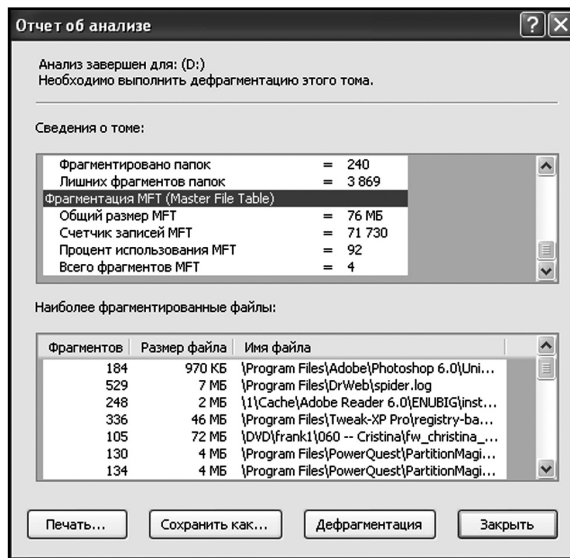 Отчет об анализе
Анализ завершен для: (D:)
Необходимо выполнить дефрагментацию этого тома.
Сведения о томе:
Фрагментировано папок = 240
Лишних фрагментов папок = 3 869
Фрагментация MFT (Master File Table)
Общий размер MFT = 76 МБ
Счетчик записей MFT = 71 730
Процент использования MFT = 92
Всего фрагментов MFT = 4
Наиболее фрагментированные файлы:
Фрагментов Размер файла Имя файла
184 970 КБ \Program Files\Adobe\Photoshop 6.0\Uni...
529 7 МБ \Program Files\DrWeb\spider.log
248 2 МБ \1\Cache\Adobe Reader 6.0\ENUBIG\inst...
336 46 МБ \Program Files\Tweak-XP Pro\registry-ba...
105 72 МБ \DVD\frank1\060 -- Cristina\fw_christina_...
130 4 МБ \Program Files\PowerQuest\PartitionMagi...
134 4 МБ \Program Files\PowerQuest\PartitionMagi...
Печать... Сохранить как... Дефрагментация Закрыть